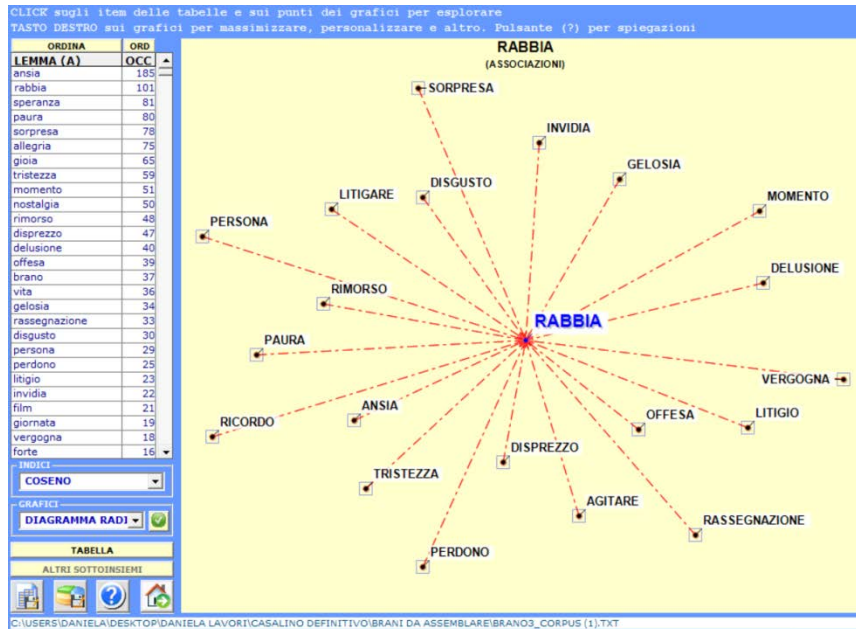 CLICK sugli item delle tabelle e sui punti dei grafici per esplorare
TASTO DESTRO sui grafici per massimizzare, personalizzare e altro. Pulsante (?) per spiegazioni
ORDINA ORD
LEMMA (A) OCC
ansia 185
rabbia 101
speranza 81
paura 80
sorpresa 78
allegria 75
gioia 65
tristezza 59
momento 51
nostalgia 50
rimorso 48
disprezzo 47
delusione 40
offesa 39
brano 37
vita 36
gelosia 34
rassegnazione 33
disgusto 30
persona 29
perdono 25
litigio 23
invidia 22
film 21
giornata 19
vergogna 18
forte 16
INDICI
COSENO
GRAFICI
DIAGRAMMA RADI
TABELLA
ALTRI SOTTOINSIEMI
RABBIA
(ASSOCIAZIONI)
SORPRESA
INVIDIA
GELOSIA
DISGUSTO
LITIGARE
MOMENTO
PERSONA
DELUSIONE
RIMORSO
RABBIA
PAURA
VERGOGNA
ANSIA
OFFESA
LITIGIO
RICORDO
DISPREZZO
TRISTEZZA
AGITARE
RASSEGNAZIONE
PERDONO
C:\USERS\DANIELA\DESKTOP\DANIELA LAVORI\CASALINO DEFINITIVO\BRANI DA ASSEMBLARE\BRANO3_CORPUS (1).TXT